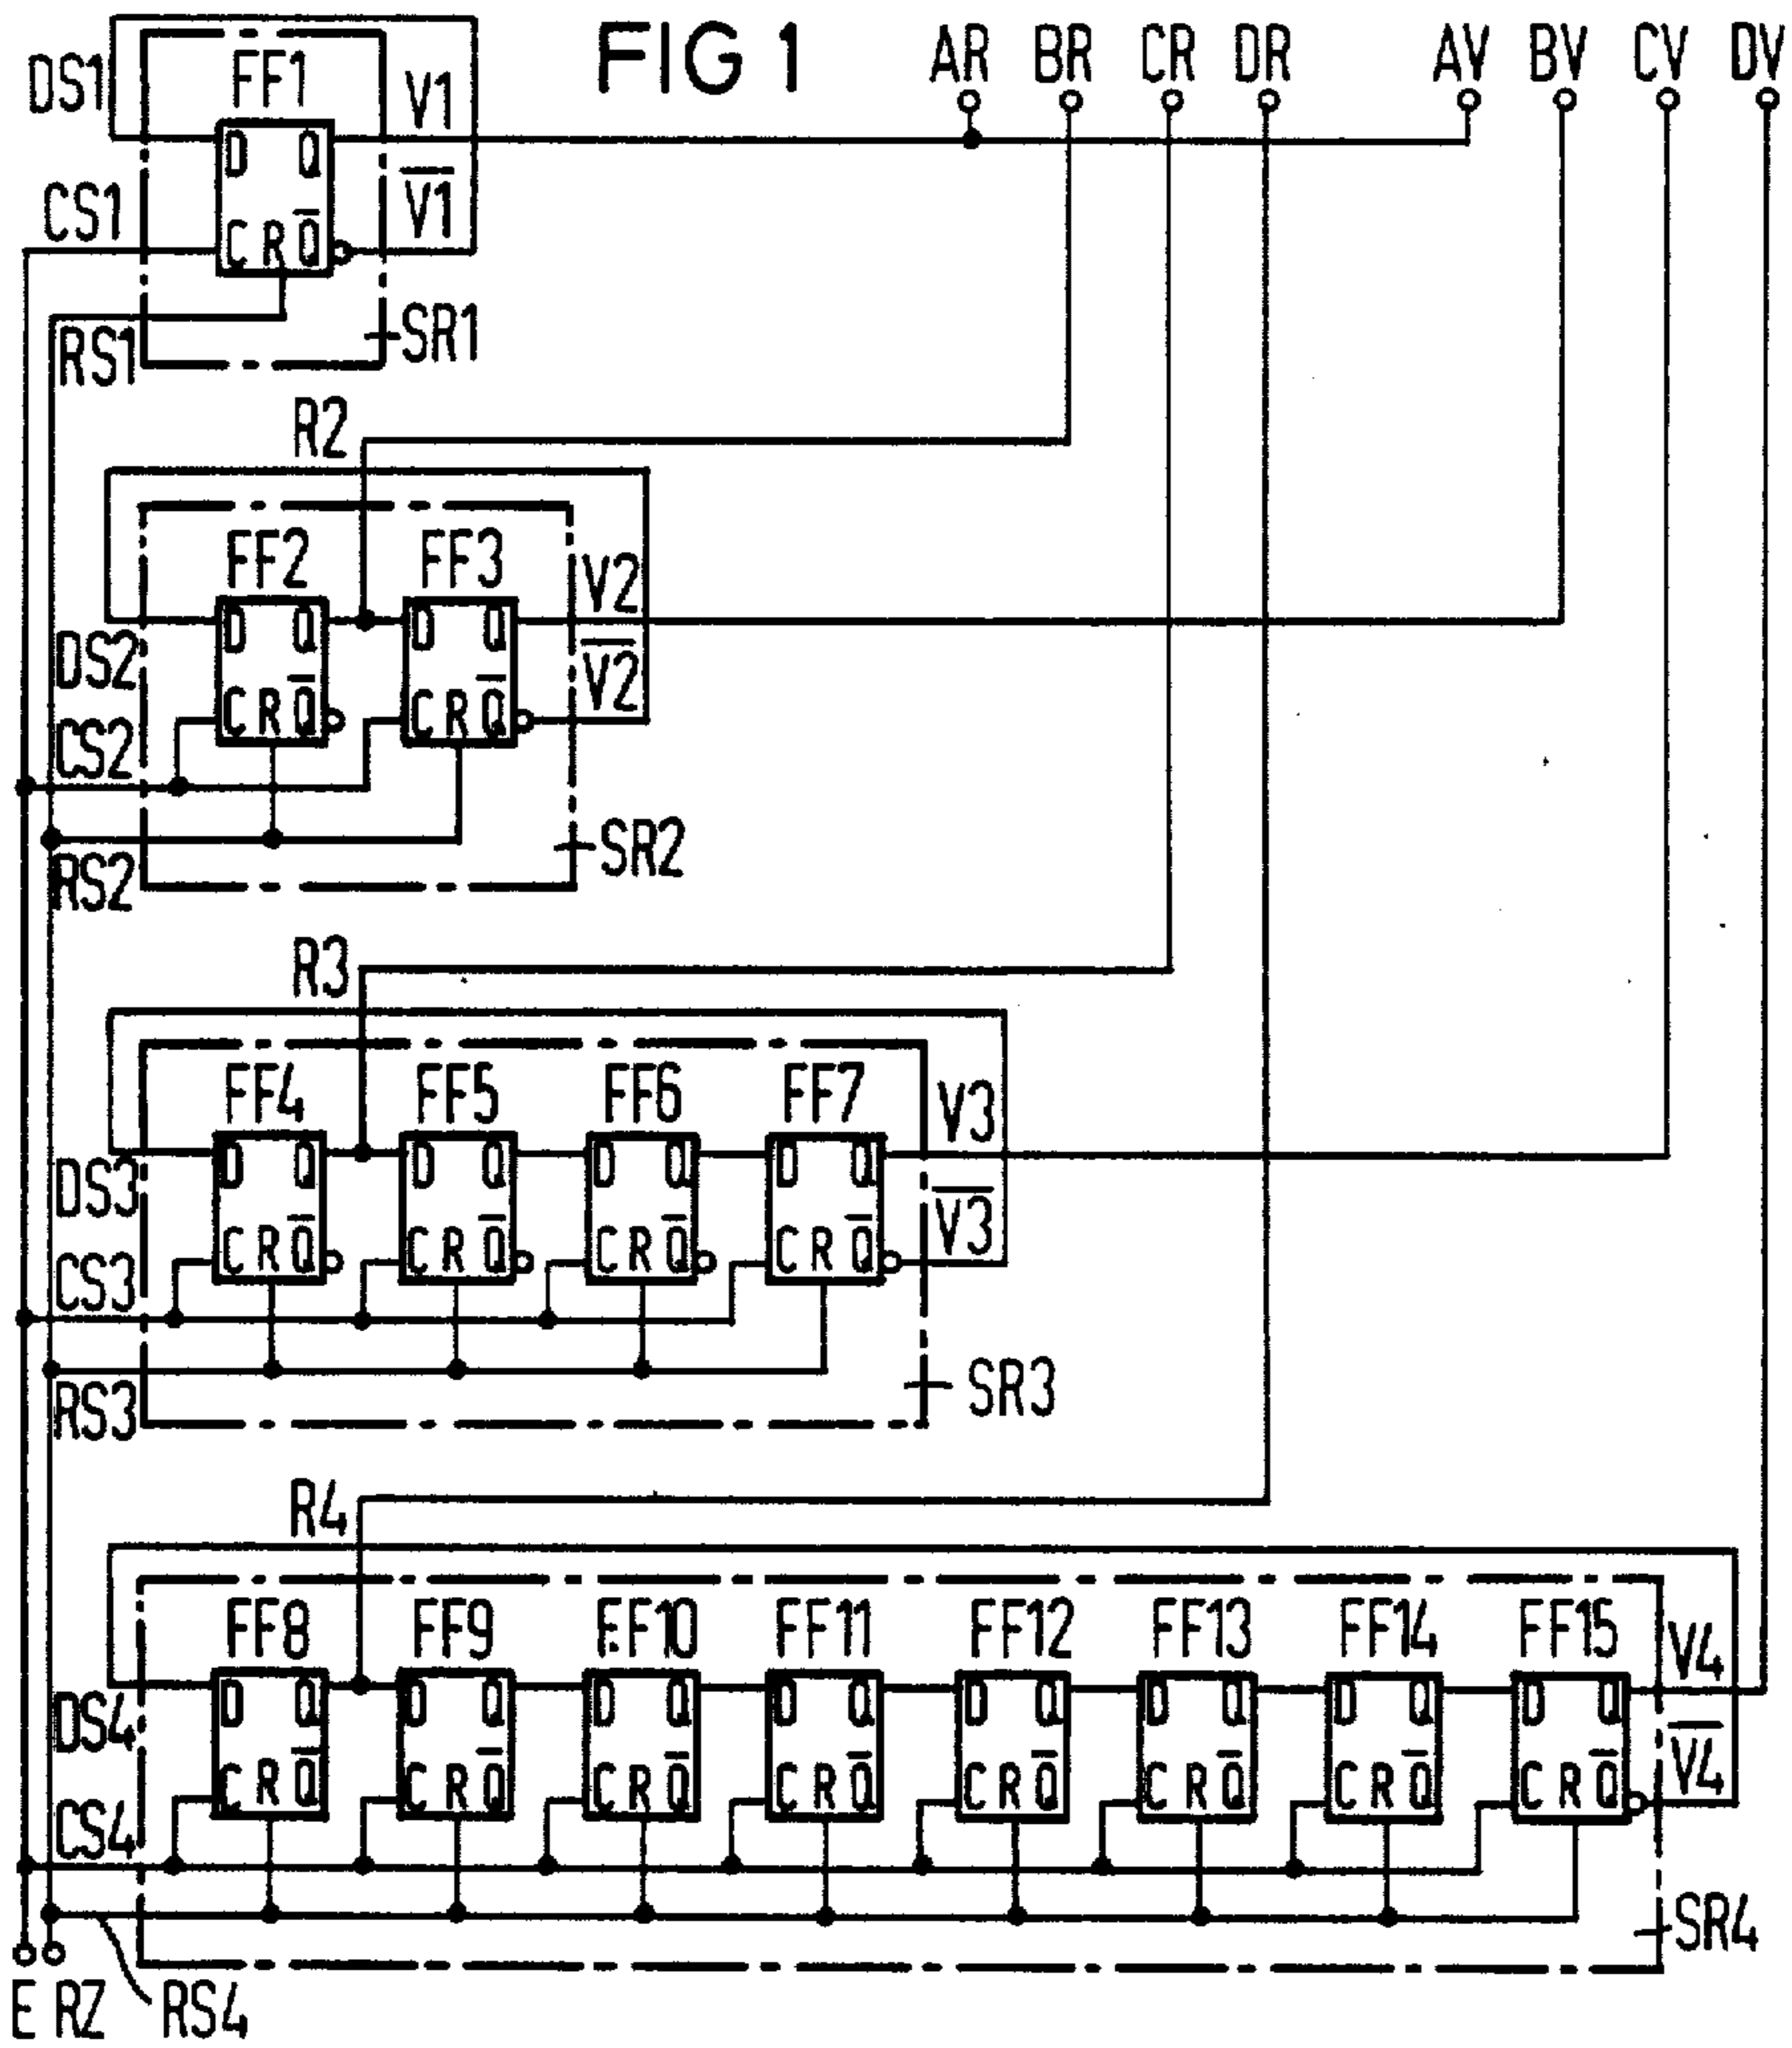 FIG 1
AR BR CR DR AV BV CV DV
DS1 FF1 V1
D Q
V1
CS1
C R Q
RS1 SR1
R2
FF2 FF3 V2
D Q D Q
DS2 V2
C R Q C R Q
CS2
SR2
RS2
R3
FF4 FF5 FF6 FF7 V3
D Q D Q D Q D Q
DS3 V3
C R Q C R Q C R Q C R Q
CS3
SR3
RS3
R4
FF8 FF9 FF10 FF11 FF12 FF13 FF14 FF15 V4
D Q D Q D Q D Q D Q D Q D Q D Q
DS4 V4
C R Q C R Q C R Q C R Q C R Q C R Q C R Q C R Q
CS4
SR4
E RZ RS4